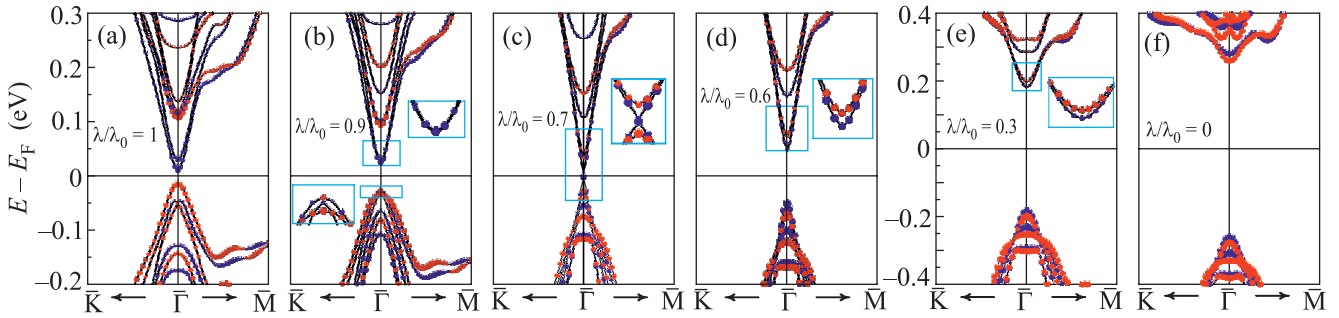 0.3
0.2
0.1
0
−0.1
−0.2
E − E_F (eV)
(a)
λ/λ₀ = 1
(b)
λ/λ₀ = 0.9
(c)
λ/λ₀ = 0.7
(d)
λ/λ₀ = 0.6
0.4
0.2
0.0
−0.2
−0.4
(e)
λ/λ₀ = 0.3
(f)
λ/λ₀ = 0
K̄ ← Γ̄ → M̄
K̄ ← Γ̄ → M̄
K̄ ← Γ̄ → M̄
K̄ ← Γ̄ → M̄
K̄ ← Γ̄ → M̄
K̄ ← Γ̄ → M̄